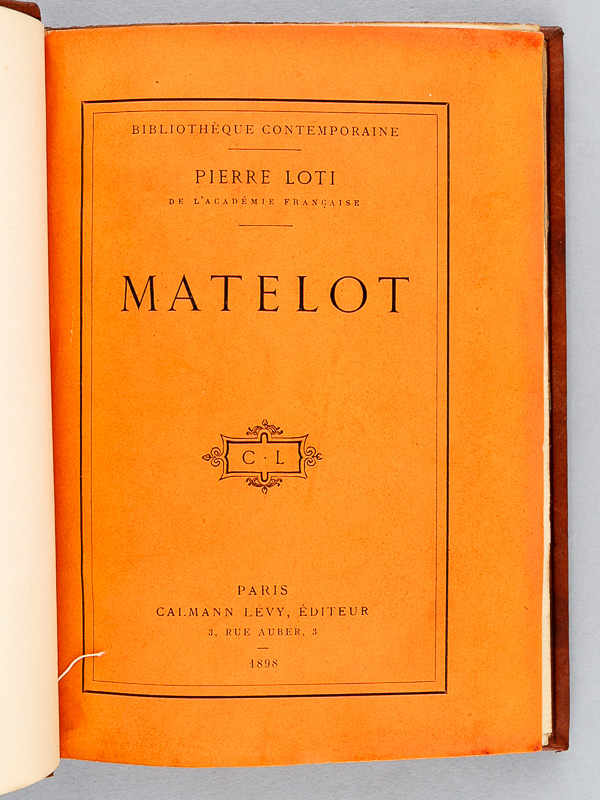 BIBLIOTHÈQUE CONTEMPORAINE
PIERRE LOTI
DE L'ACADÉMIE FRANÇAISE
MATELOT
C · L
PARIS
CALMANN LÉVY, ÉDITEUR
3, RUE AUBER, 3
1898